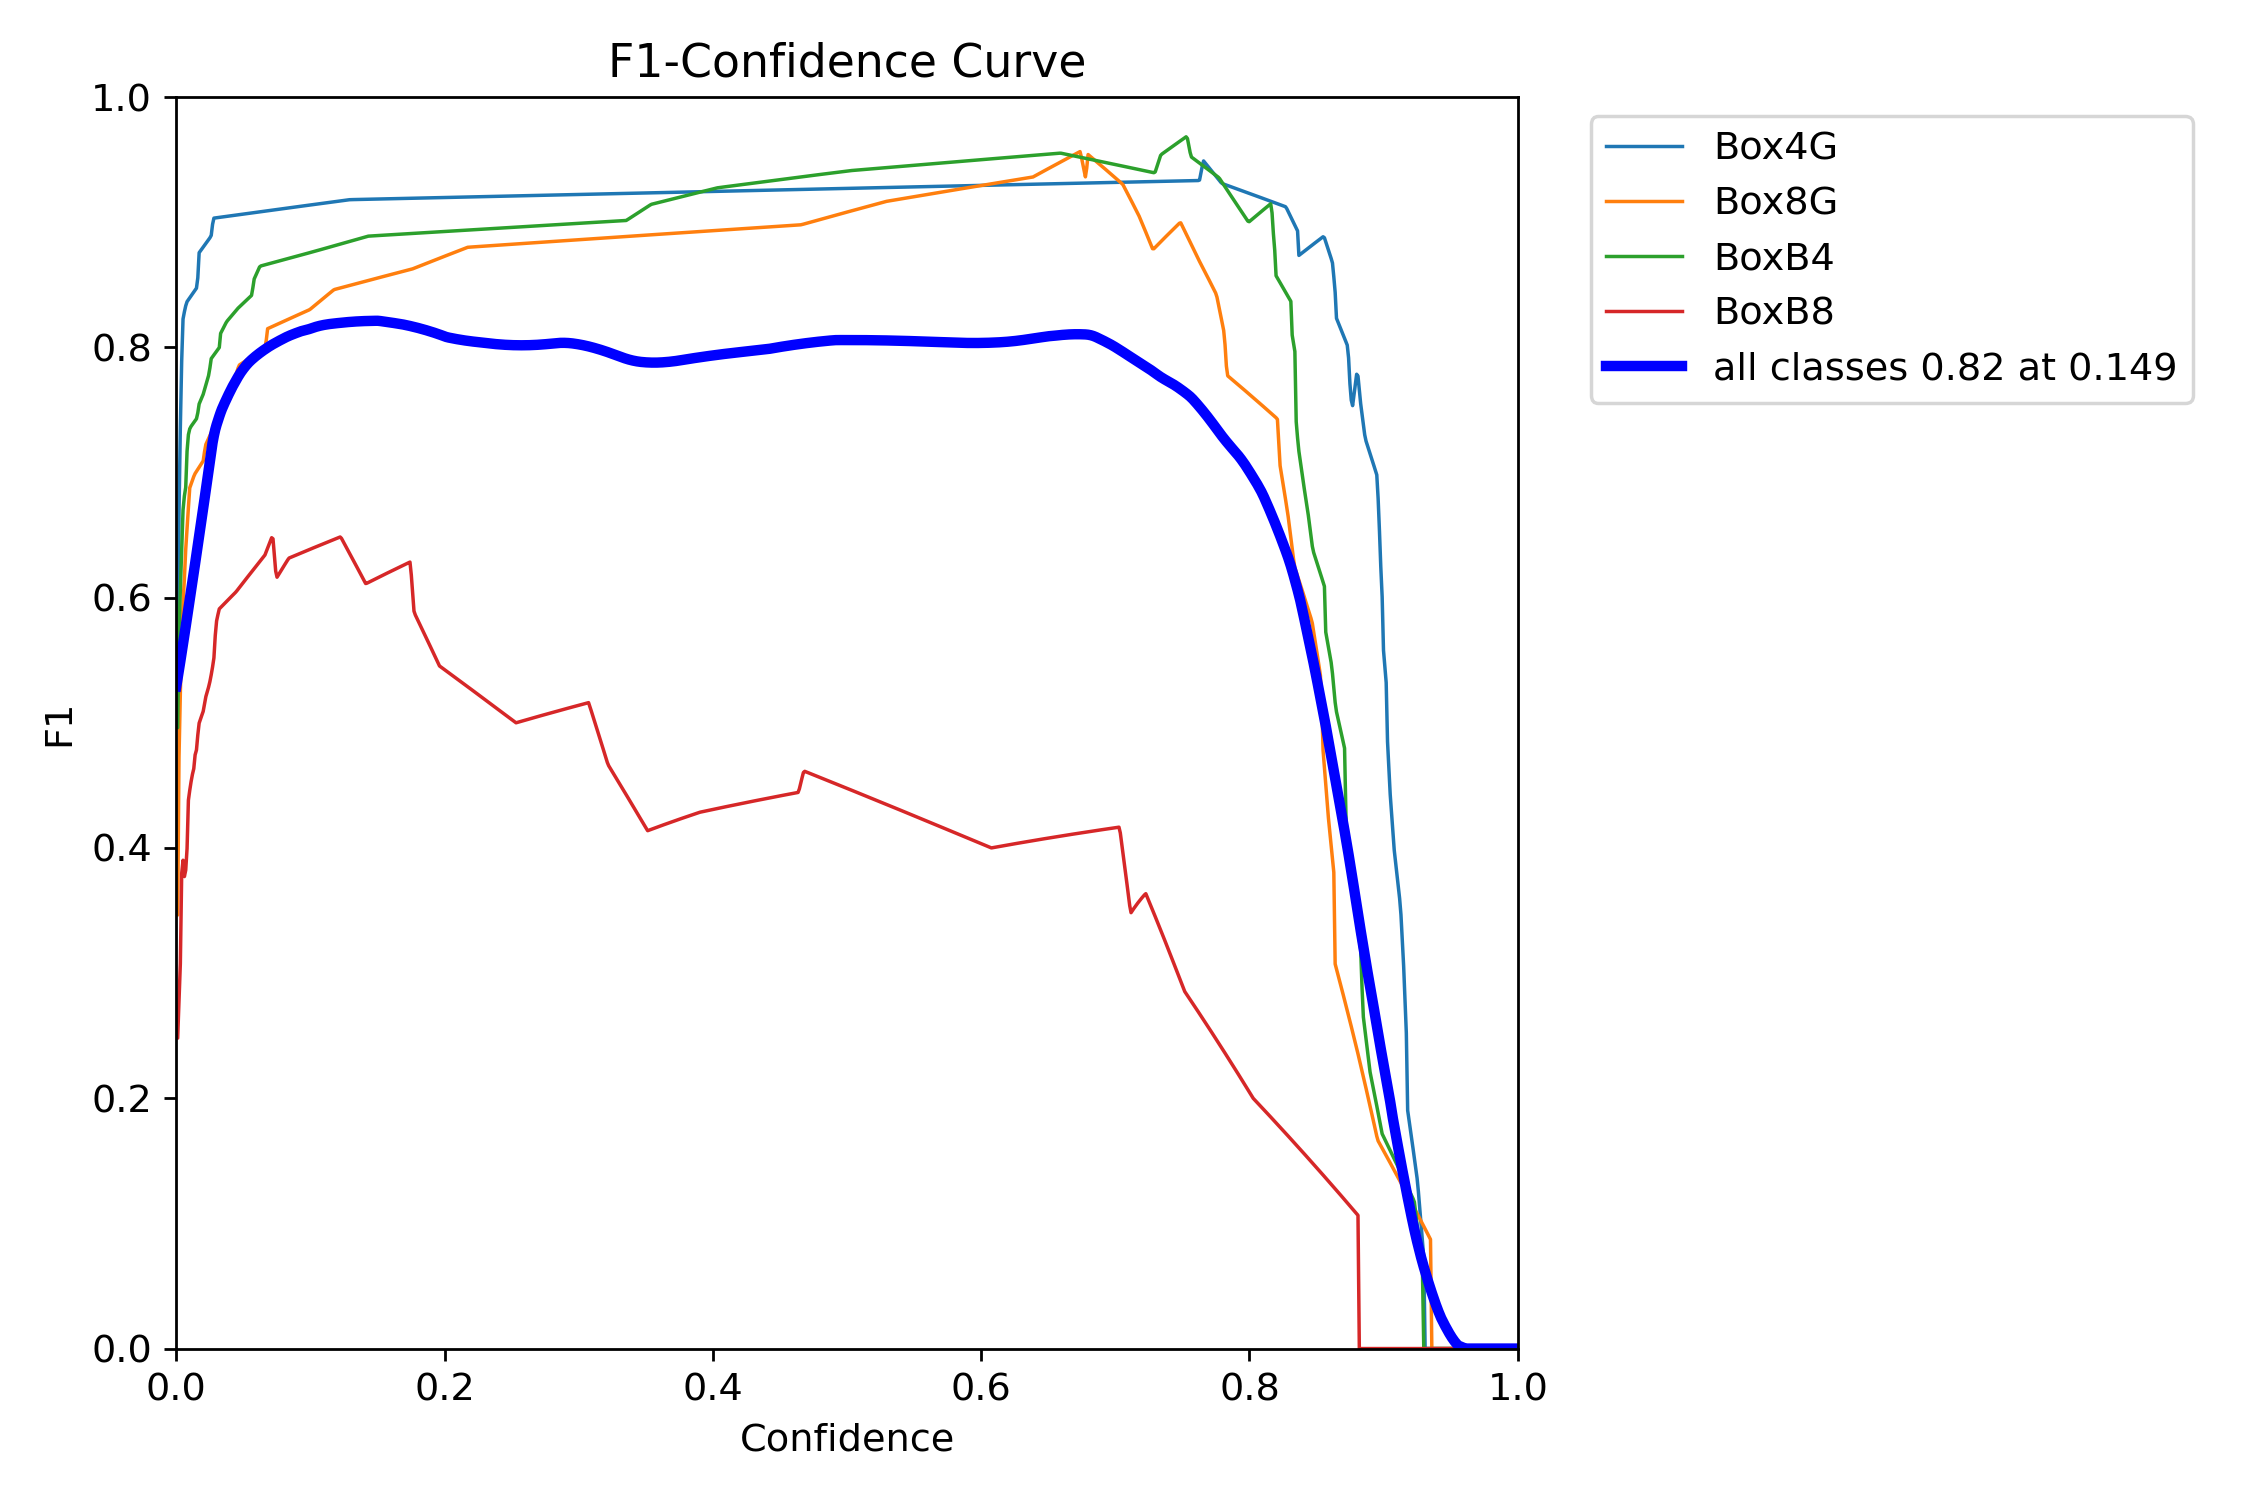 F1-Confidence Curve
1.0
0.8
0.6
0.4
0.2
0.0
F1
0.0 0.2 0.4 0.6 0.8 1.0
Confidence
Box4G
Box8G
BoxB4
BoxB8
all classes 0.82 at 0.149